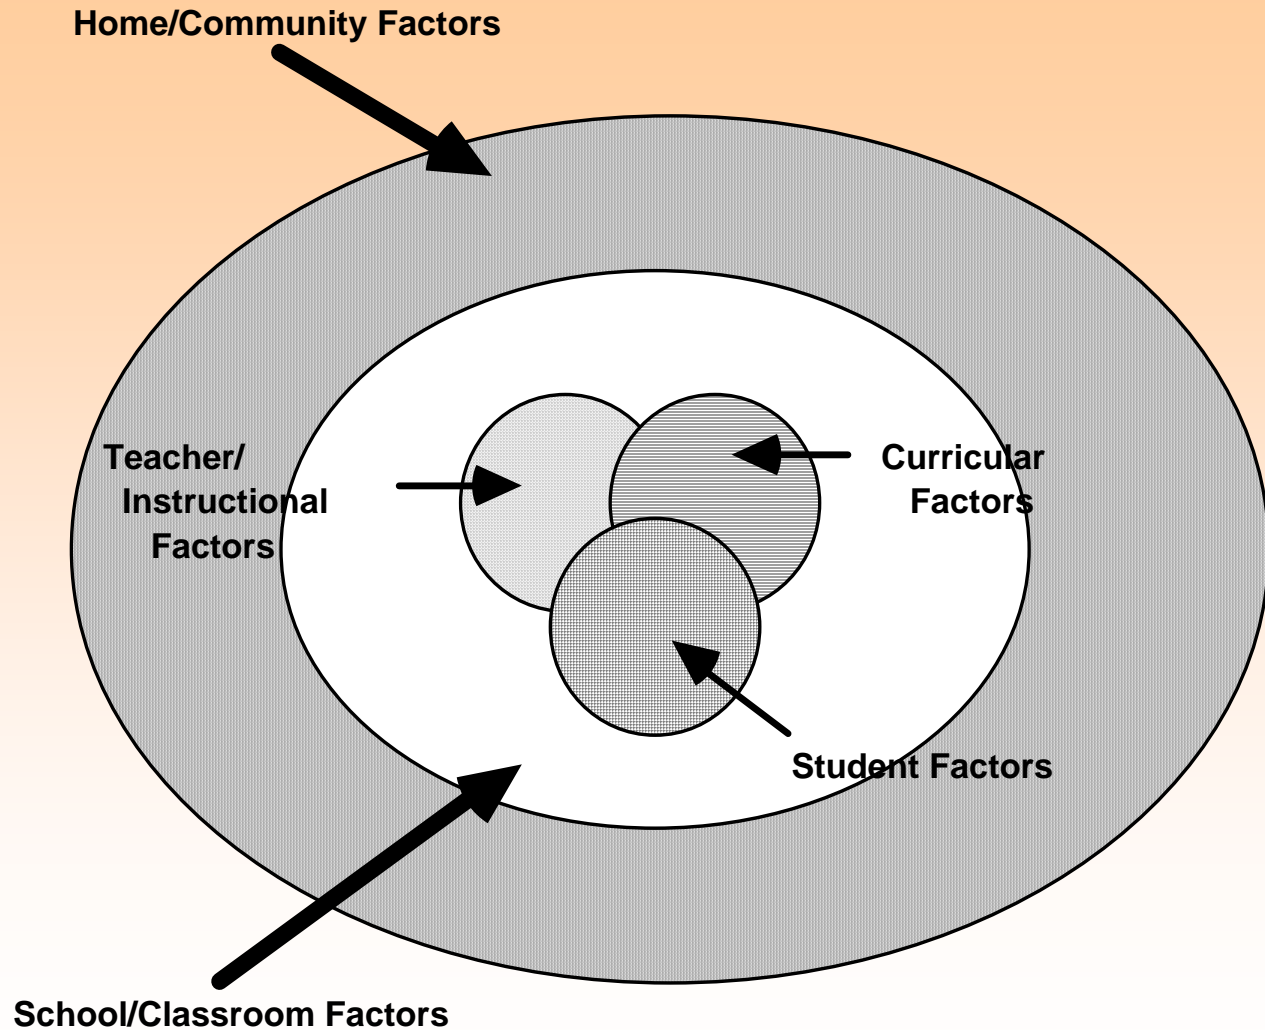 Home/Community Factors
Teacher/
Instructional
Factors
Curricular
Factors
Student Factors
School/Classroom Factors